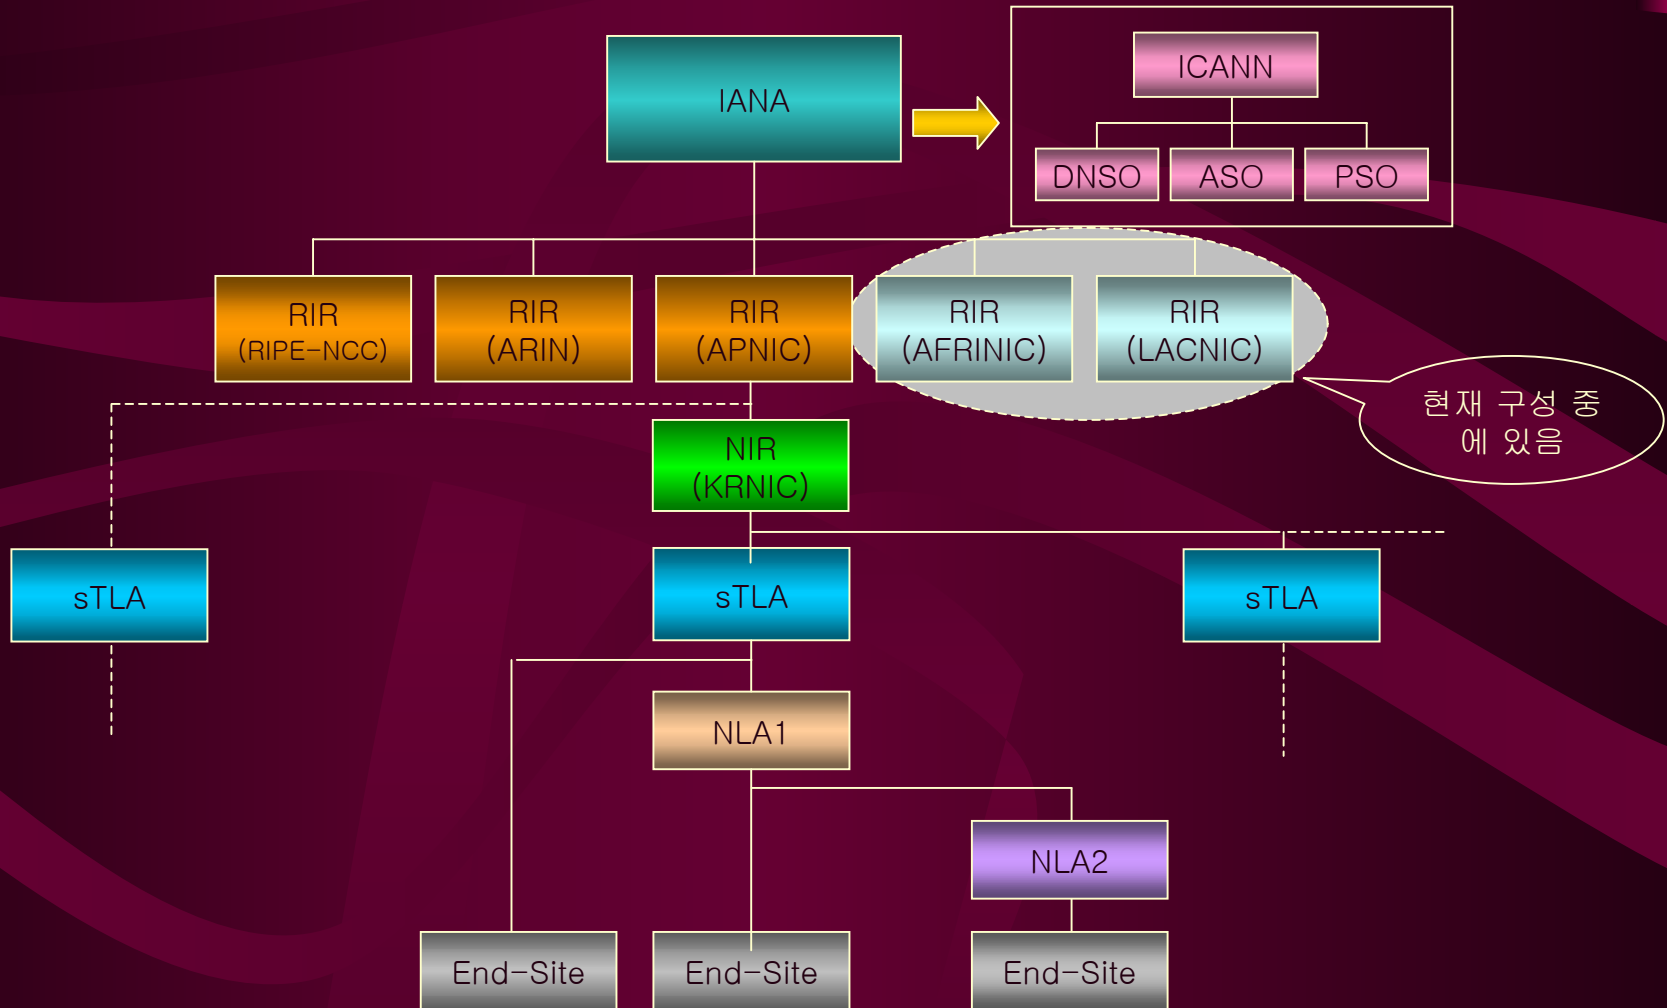 IANA
ICANN
DNSO
ASO
PSO
RIR
(RIPE-NCC)
RIR
(ARIN)
RIR
(APNIC)
RIR
(AFRINIC)
RIR
(LACNIC)
현재 구성 중
에 있음
NIR
(KRNIC)
sTLA
sTLA
sTLA
NLA1
NLA2
End-Site
End-Site
End-Site